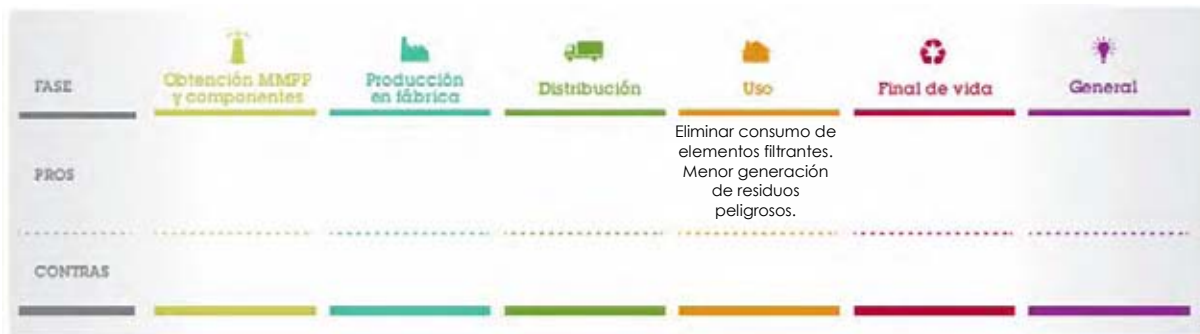 FASE
Obtención MMPP
y componentes
Producción
en fábrica
Distribución
Uso
Final de vida
General
PROS
Eliminar consumo de
elementos filtrantes.
Menor generación
de residuos
peligrosos.
CONTRAS